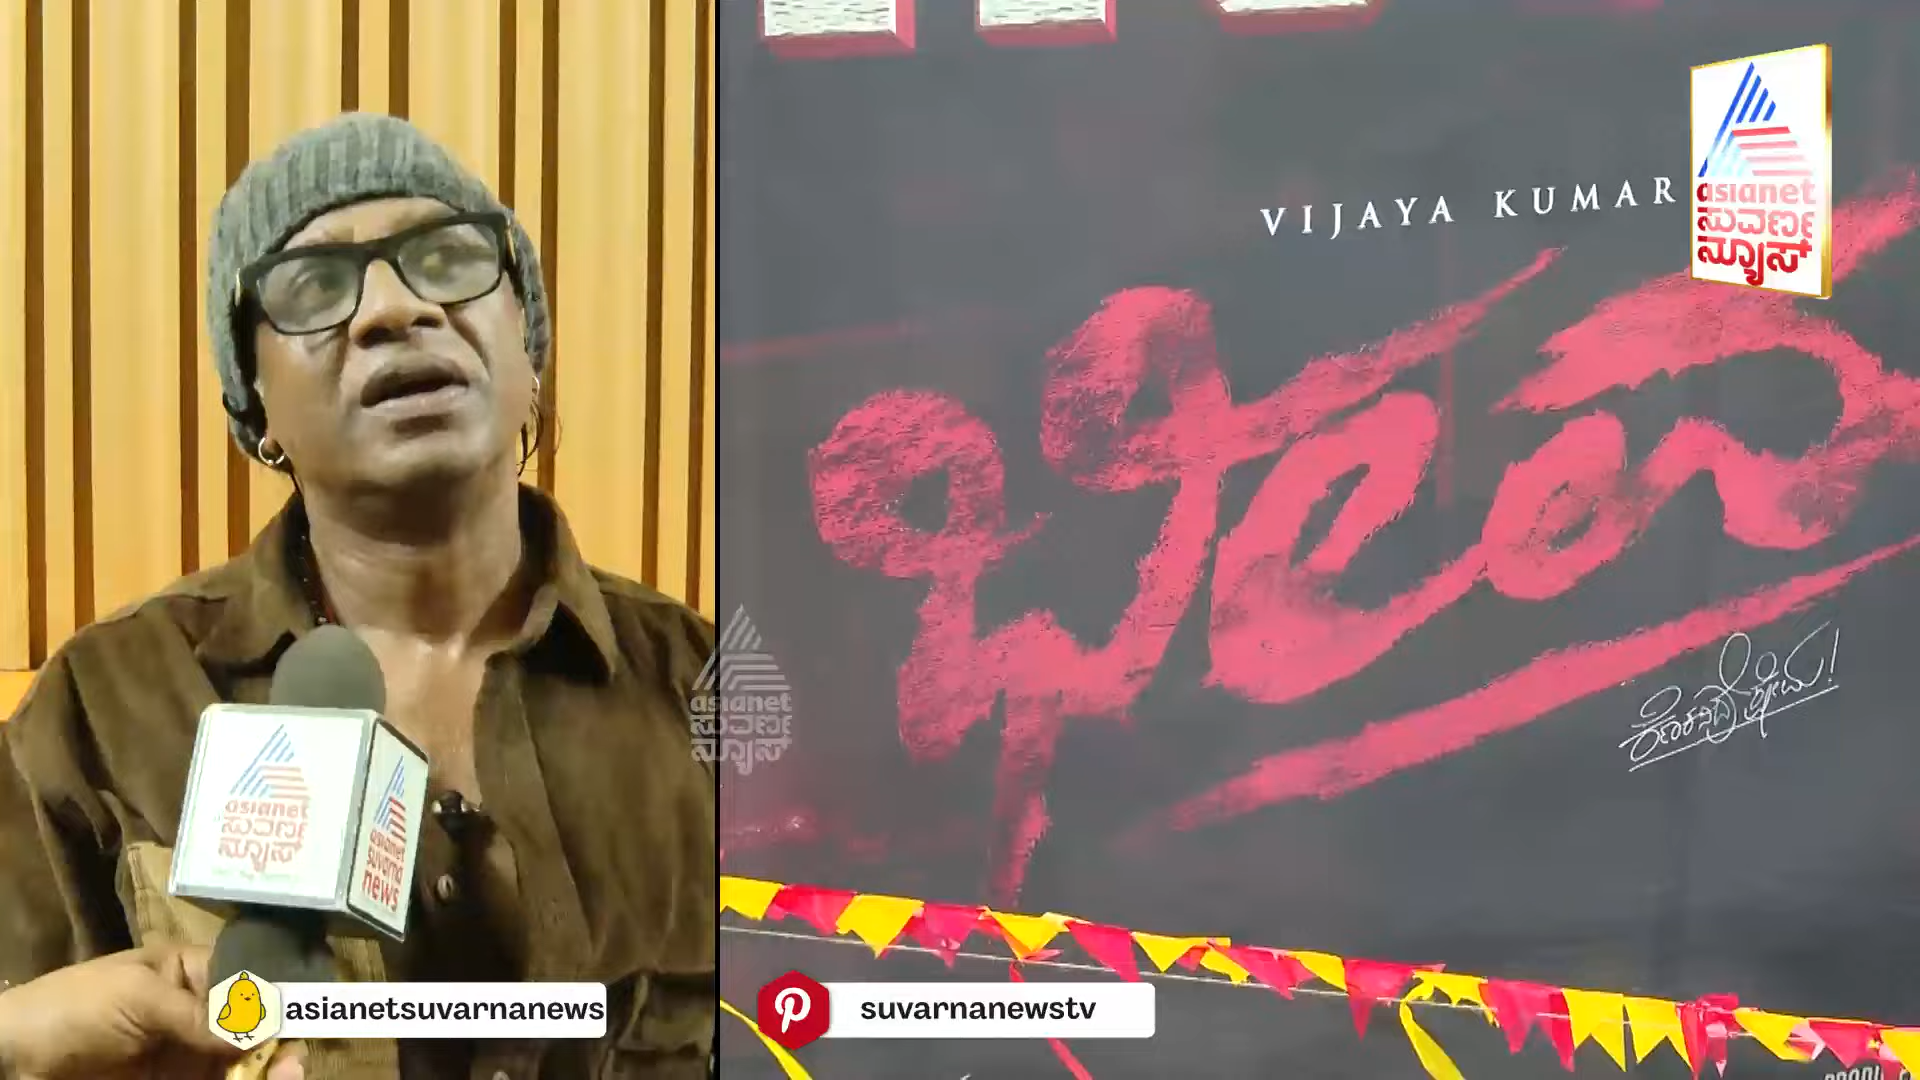 VIJAYA KUMAR
ಭೀಮ
asianet
ಸುವರ್ಣ
ನ್ಯೂಸ್
asianet
ಸುವರ್ಣ
ನ್ಯೂಸ್
asianet
ಸುವರ್ಣ
ನ್ಯೂಸ್
asianet
suvarna
news
asianetsuvarnanews
suvarnanewstv